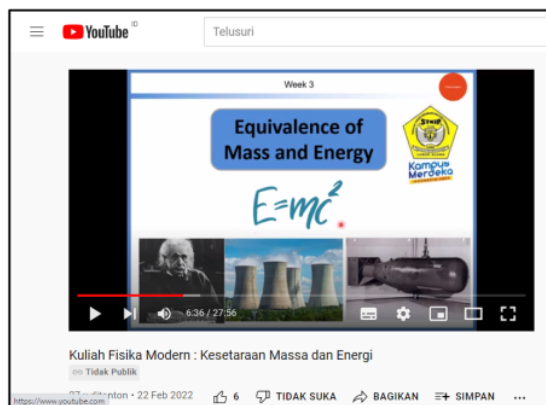 YouTube ID
Telusuri
Week 3
Equivalence of
Mass and Energy
Kampus
Merdeka
E=mc²
6:36 / 27:56
Kuliah Fisika Modern : Kesetaraan Massa dan Energi
Tidak Publik
https://www.youtube.com
• 22 Feb 2022 6 TIDAK SUKA BAGIKAN SIMPAN ...